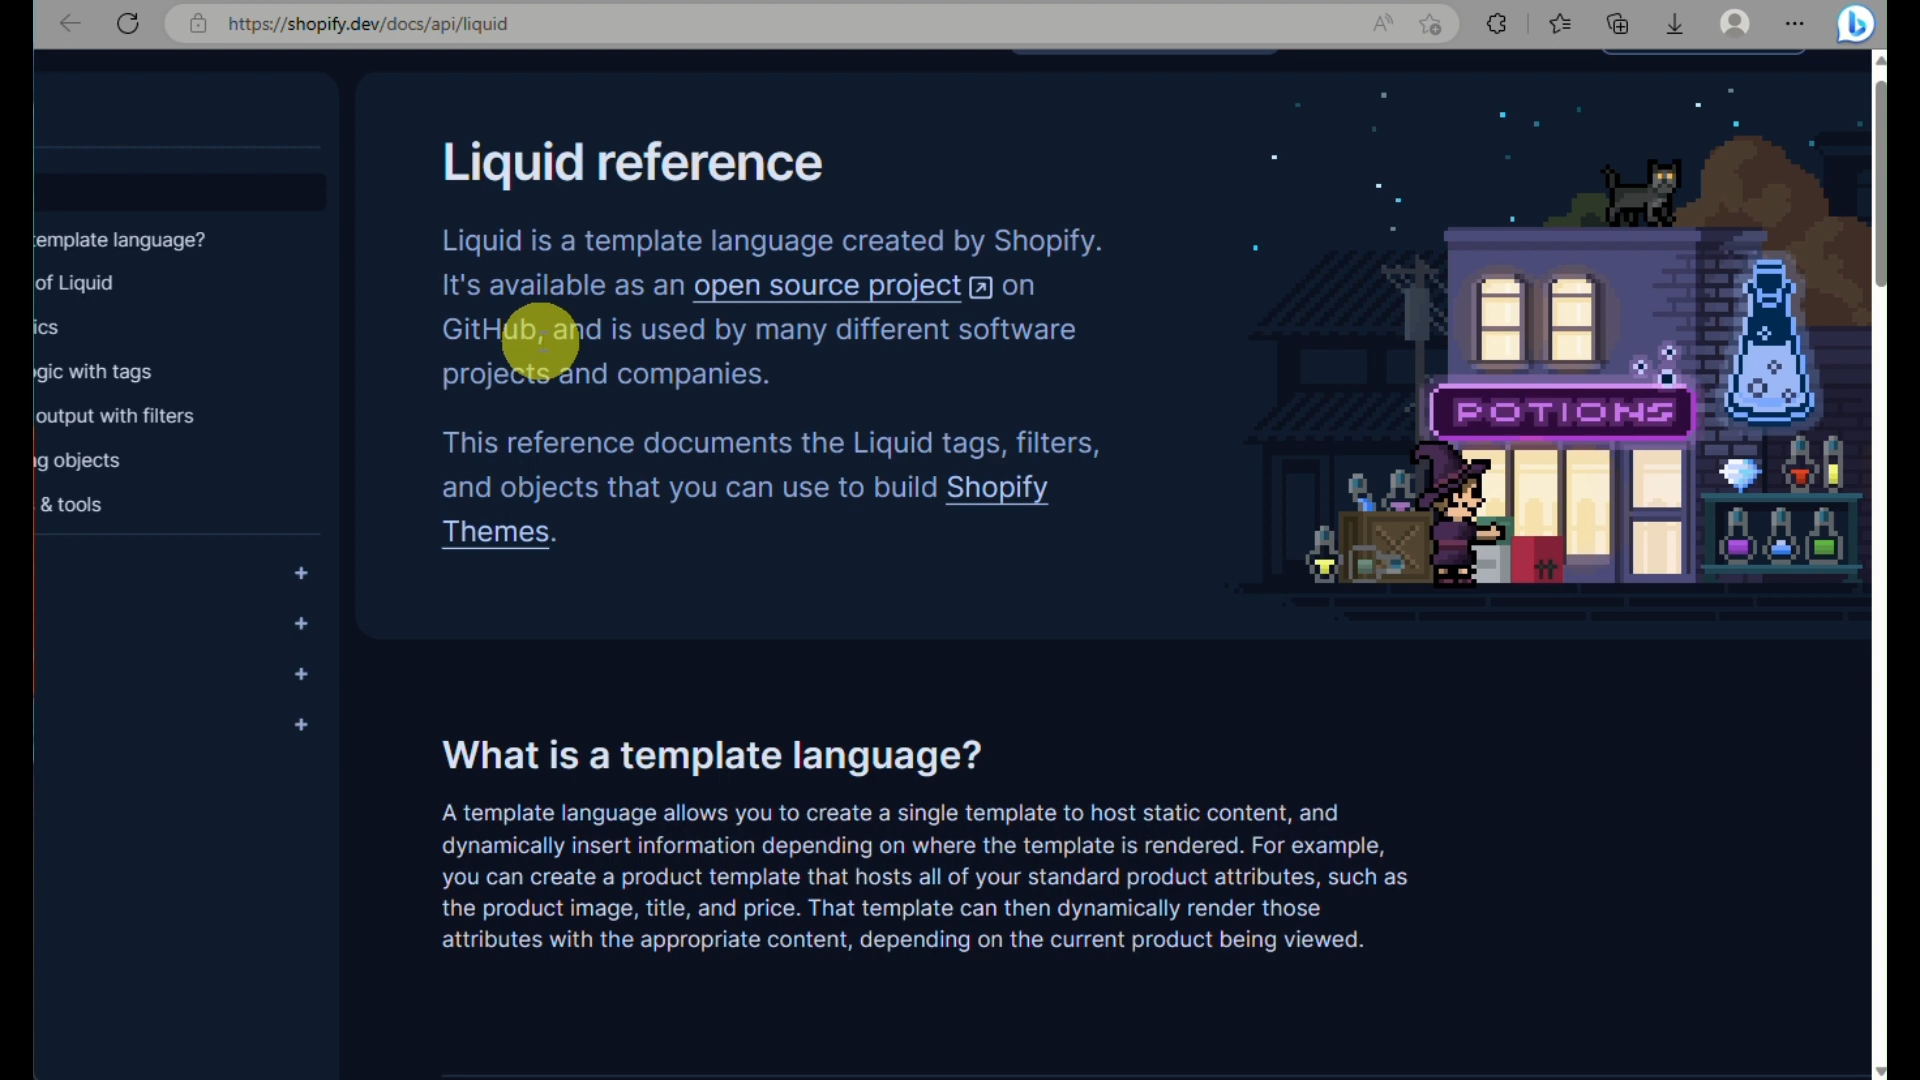 https://shopify.dev/docs/api/liquid
emplate language?
of Liquid
ics
gic with tags
output with filters
g objects
& tools
Liquid reference
Liquid is a template language created by Shopify.
It's available as an open source project on
GitHub, and is used by many different software
projects and companies.
This reference documents the Liquid tags, filters,
and objects that you can use to build Shopify
Themes.
POTIONS
What is a template language?
A template language allows you to create a single template to host static content, and
dynamically insert information depending on where the template is rendered. For example,
you can create a product template that hosts all of your standard product attributes, such as
the product image, title, and price. That template can then dynamically render those
attributes with the appropriate content, depending on the current product being viewed.